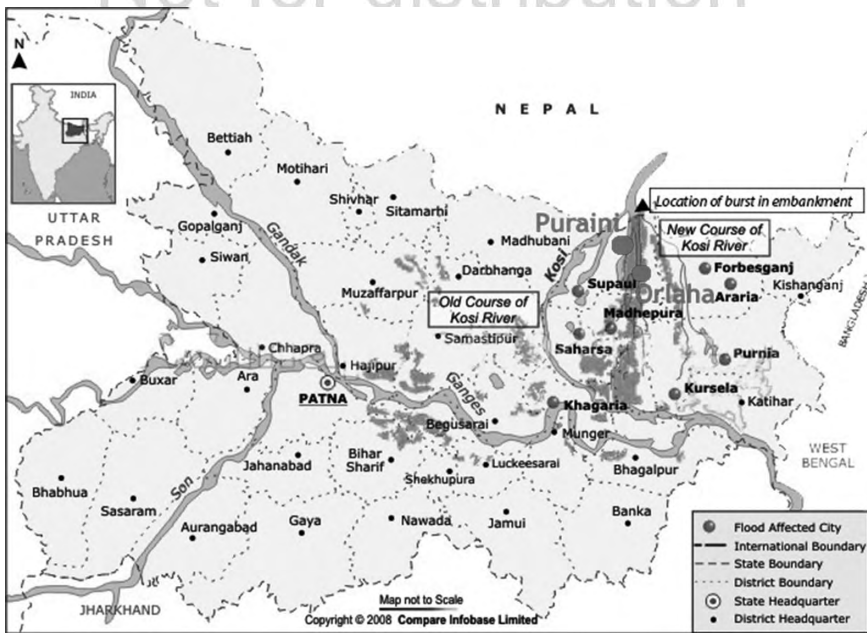 Not for distribution
N
INDIA
NEPAL
Bettiah
Motihari
Shivhar
Sitamarhi
Location of burst in embankment
UTTAR
PRADESH
Gopalganj
Gandak
Madhubani
Puraini
Kosi
New Course of
Kosi River
Siwan
Darbhanga
Forbesganj
Muzaffarpur
Supaul
Orlaha
Araria
Kishanganj
BANGLADESH
Old Course of
Kosi River
Madhepura
Samastipur
Saharsa
Chhapra
Hajipur
Purnia
Buxar
Ara
PATNA
Ganges
Khagaria
Kursela
Katihar
Begusarai
Munger
WEST
BENGAL
Jahanabad
Bihar
Sharif
Luckeesarai
Bhagalpur
Shekhupura
Bhabhua
Son
Sasaram
Aurangabad
Gaya
Nawada
Jamui
Banka
Flood Affected City
International Boundary
State Boundary
District Boundary
State Headquarter
District Headquarter
JHARKHAND
Map not to Scale
Copyright © 2008 Compare Infobase Limited